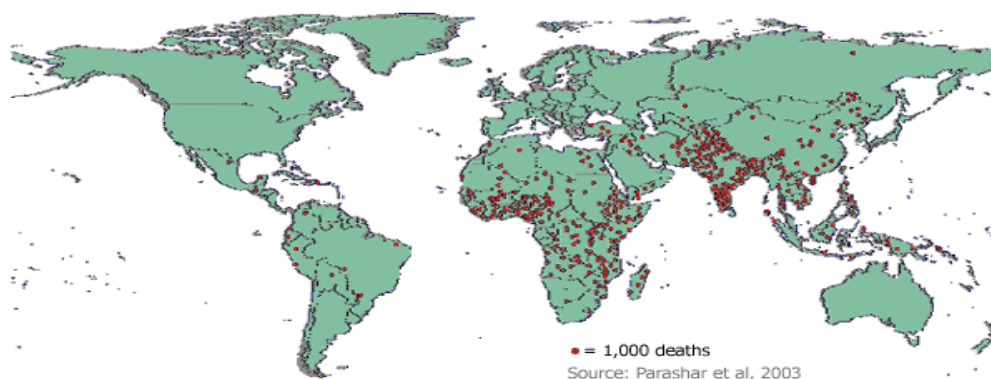 = 1,000 deaths
Source: Parashar et al, 2003